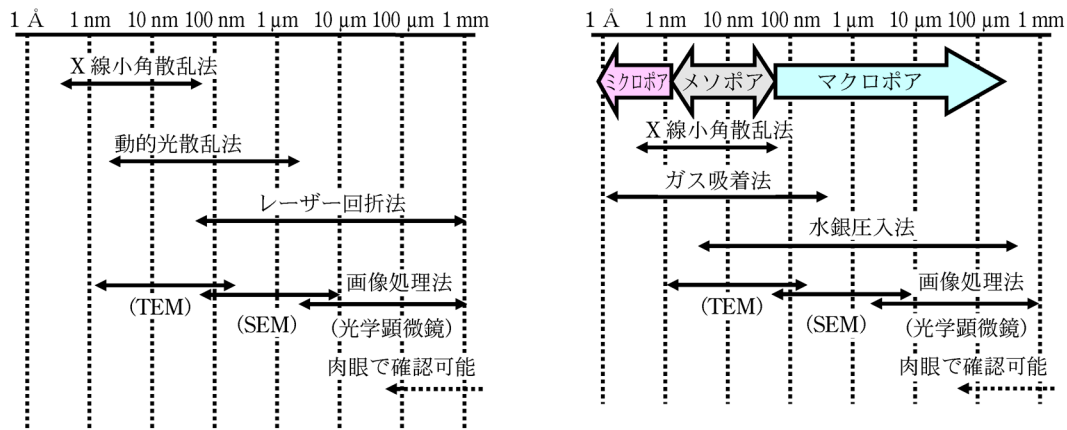 1 Å 1 nm 10 nm 100 nm 1 µm 10 µm 100 µm 1 mm
X 線小角散乱法
動的光散乱法
レーザー回折法
画像処理法
(TEM)
(SEM)
(光学顕微鏡)
肉眼で確認可能
1 Å 1 nm 10 nm 100 nm 1 µm 10 µm 100 µm 1 mm
ミクロポア メソポア マクロポア
X 線小角散乱法
ガス吸着法
水銀圧入法
画像処理法
(TEM)
(SEM)
(光学顕微鏡)
肉眼で確認可能